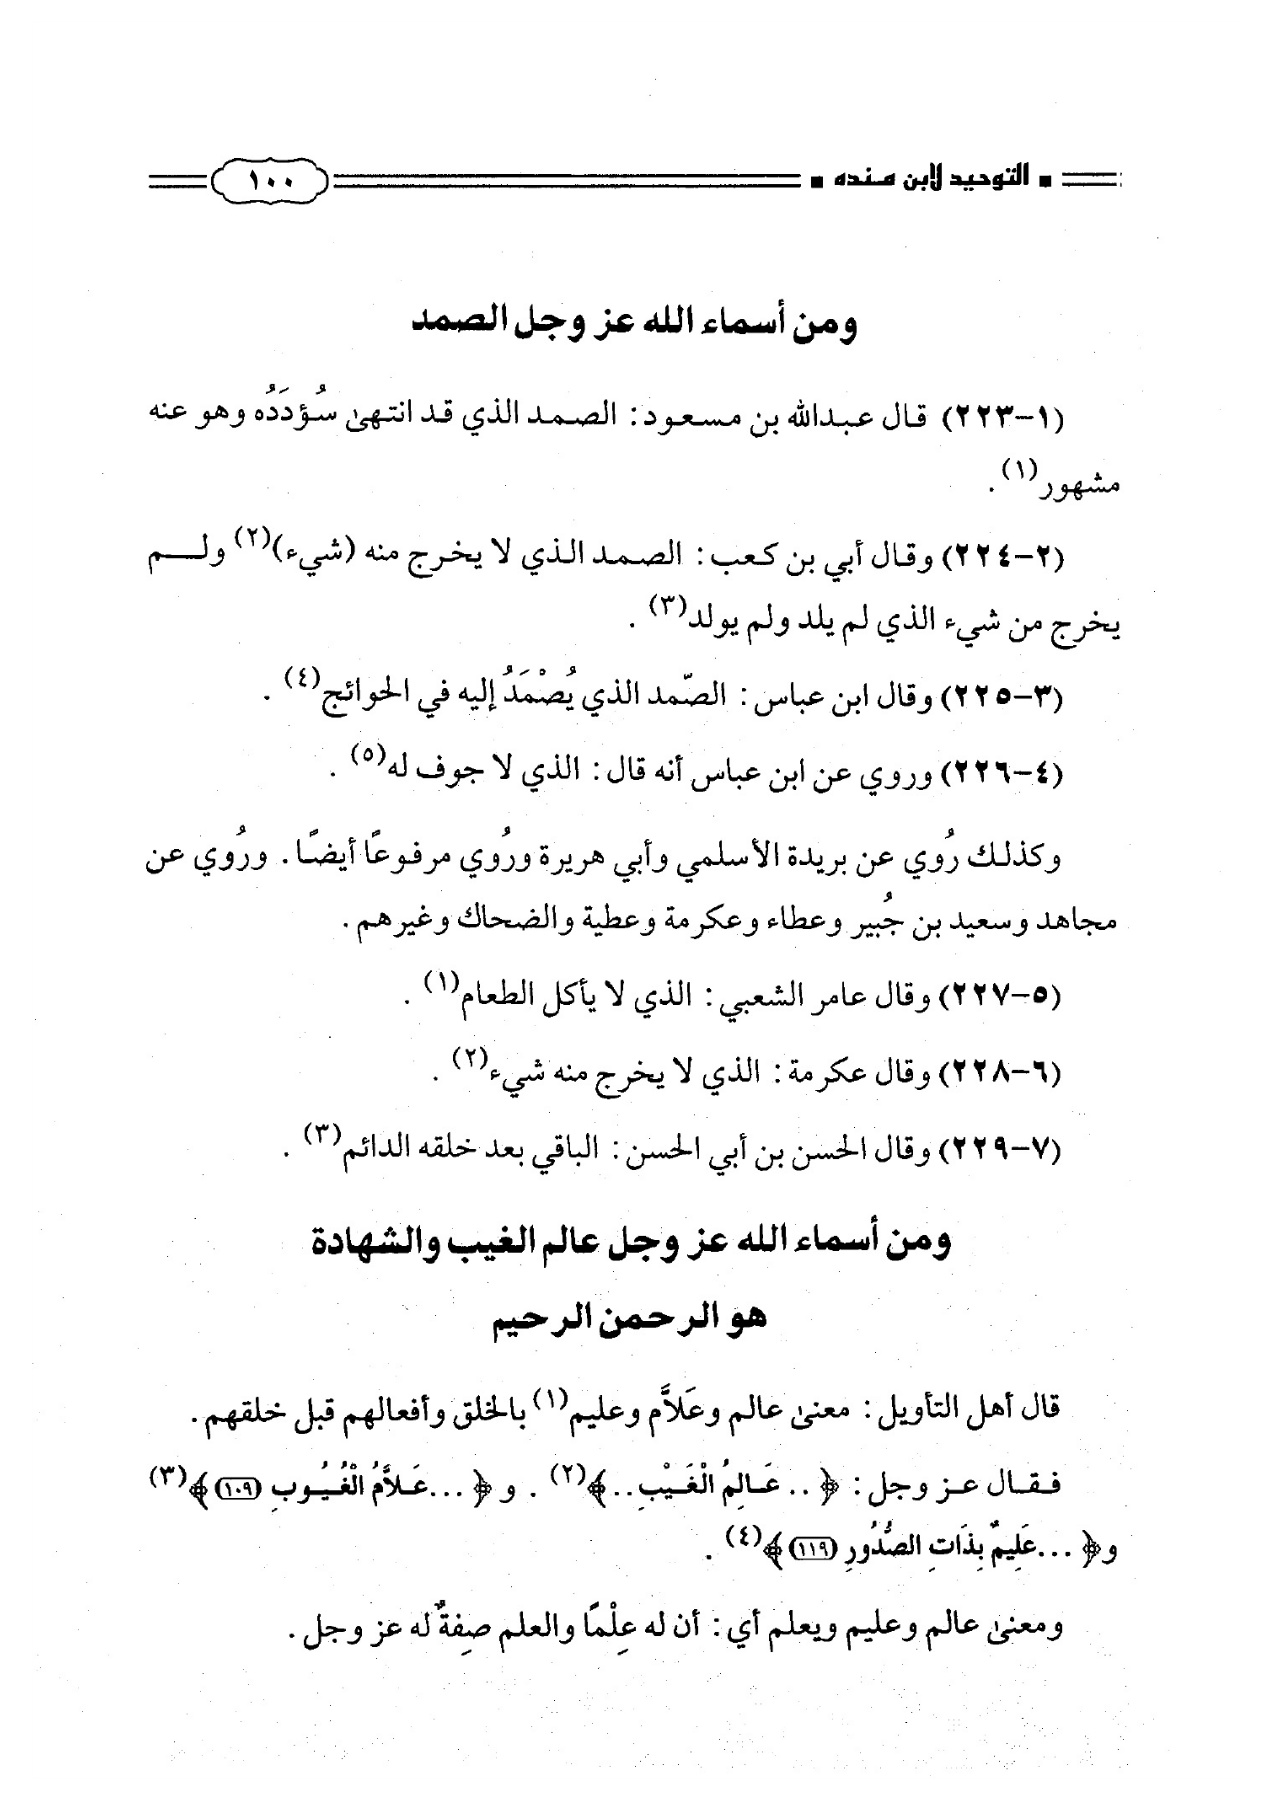 ■ التوحيد لابن منده ■ ١٠٠
ومن أسماء الله عز وجل الصمد
(١-٢٢٣) قال عبدالله بن مسعود: الصمد الذي قد انتهىٰ سُؤدَدُه وهو عنه
مشهور(١).
(٢-٢٢٤) وقال أبي بن كعب: الصمد الذي لا يخرج منه (شيء)(٢) ولم
يخرج من شيء الذي لم يلد ولم يولد(٣).
(٣-٢٢٥) وقال ابن عباس: الصّمد الذي يُصْمَدُ إليه في الحوائج(٤).
(٤-٢٢٦) وروي عن ابن عباس أنه قال: الذي لا جوف له(٥).
وكذلك رُوي عن بريدة الأسلمي وأبي هريرة ورُوي مرفوعًا أيضًا. ورُوي عن
مجاهد وسعيد بن جُبير وعطاء وعكرمة وعطية والضحاك وغيرهم.
(٥-٢٢٧) وقال عامر الشعبي: الذي لا يأكل الطعام(١).
(٦-٢٢٨) وقال عكرمة: الذي لا يخرج منه شيء(٢).
(٧-٢٢٩) وقال الحسن بن أبي الحسن: الباقي بعد خلقه الدائم(٣).
ومن أسماء الله عز وجل عالم الغيب والشهادة
هو الرحمن الرحيم
قال أهل التأويل: معنىٰ عالم وعَلاَّم وعليم(١) بالخلق وأفعالهم قبل خلقهم.
فقال عز وجل: ﴿.. عَالِمُ الْغَيْبِ..﴾(٢). و﴿...عَلاَّمُ الْغُيُوبِ (١٠٩)﴾(٣)
و﴿...عَلِيمٌ بِذَاتِ الصُّدُورِ (١١٩)﴾(٤).
ومعنىٰ عالم وعليم ويعلم أي: أن له عِلْمًا والعلم صِفةٌ له عز وجل.